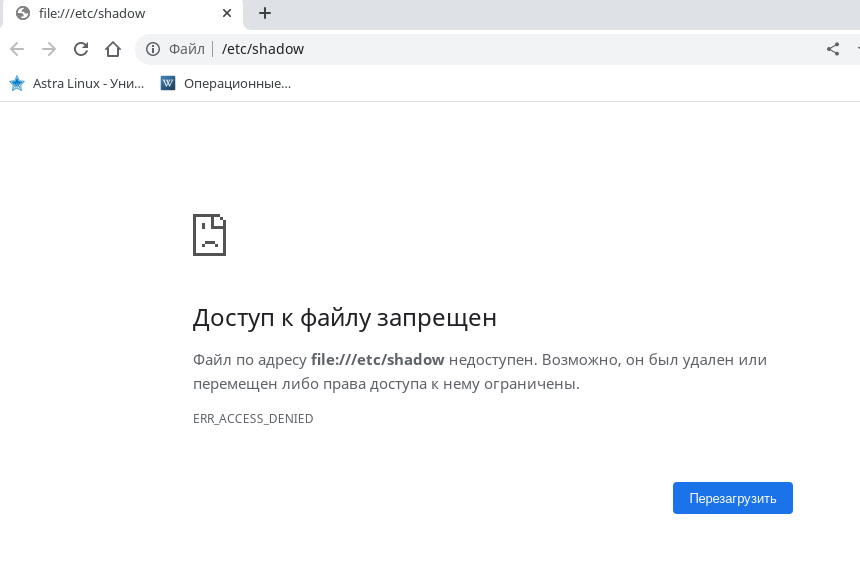 file:///etc/shadow
Файл /etc/shadow
Astra Linux - Уни... Операционные...
Доступ к файлу запрещен
Файл по адресу file:///etc/shadow недоступен. Возможно, он был удален или
перемещен либо права доступа к нему ограничены.
ERR_ACCESS_DENIED
Перезагрузить